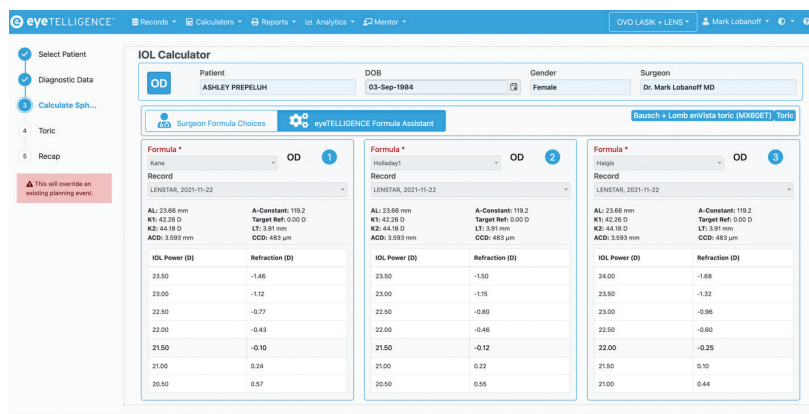 eyeTELLIGENCE
Records Calculators Reports Analytics Mentor OVO LASIK + LENS Mark Lobanoff
Select Patient
Diagnostic Data
3 Calculate Sph...
4 Toric
5 Recap
This will override an
existing planning event.
IOL Calculator
OD
Patient DOB Gender Surgeon
ASHLEY PREPELUH 03-Sep-1984 Female Dr. Mark Lobanoff MD
Surgeon Formula Choices eyeTELLIGENCE Formula Assistant
Bausch + Lomb enVista toric (MX60ET) Toric
Formula *
Kane OD 1
Record
LENSTAR, 2021-11-22
AL: 23.66 mm A-Constant: 119.2
K1: 42.26 D Target Ref: 0.00 D
K2: 44.18 D LT: 3.91 mm
ACD: 3.593 mm CCD: 483 µm
IOL Power (D) Refraction (D)
23.50 -1.46
23.00 -1.12
22.50 -0.77
22.00 -0.43
21.50 -0.10
21.00 0.24
20.50 0.57
Formula *
Holladay1 OD 2
Record
LENSTAR, 2021-11-22
AL: 23.66 mm A-Constant: 119.2
K1: 42.26 D Target Ref: 0.00 D
K2: 44.18 D LT: 3.91 mm
ACD: 3.593 mm CCD: 483 µm
IOL Power (D) Refraction (D)
23.50 -1.50
23.00 -1.15
22.50 -0.80
22.00 -0.46
21.50 -0.12
21.00 0.22
20.50 0.55
Formula *
Haigis OD 3
Record
LENSTAR, 2021-11-22
AL: 23.66 mm A-Constant: 119.2
K1: 42.26 D Target Ref: 0.00 D
K2: 44.18 D LT: 3.91 mm
ACD: 3.593 mm CCD: 483 µm
IOL Power (D) Refraction (D)
24.00 -1.68
23.50 -1.32
23.00 -0.96
22.50 -0.60
22.00 -0.25
21.50 0.10
21.00 0.44